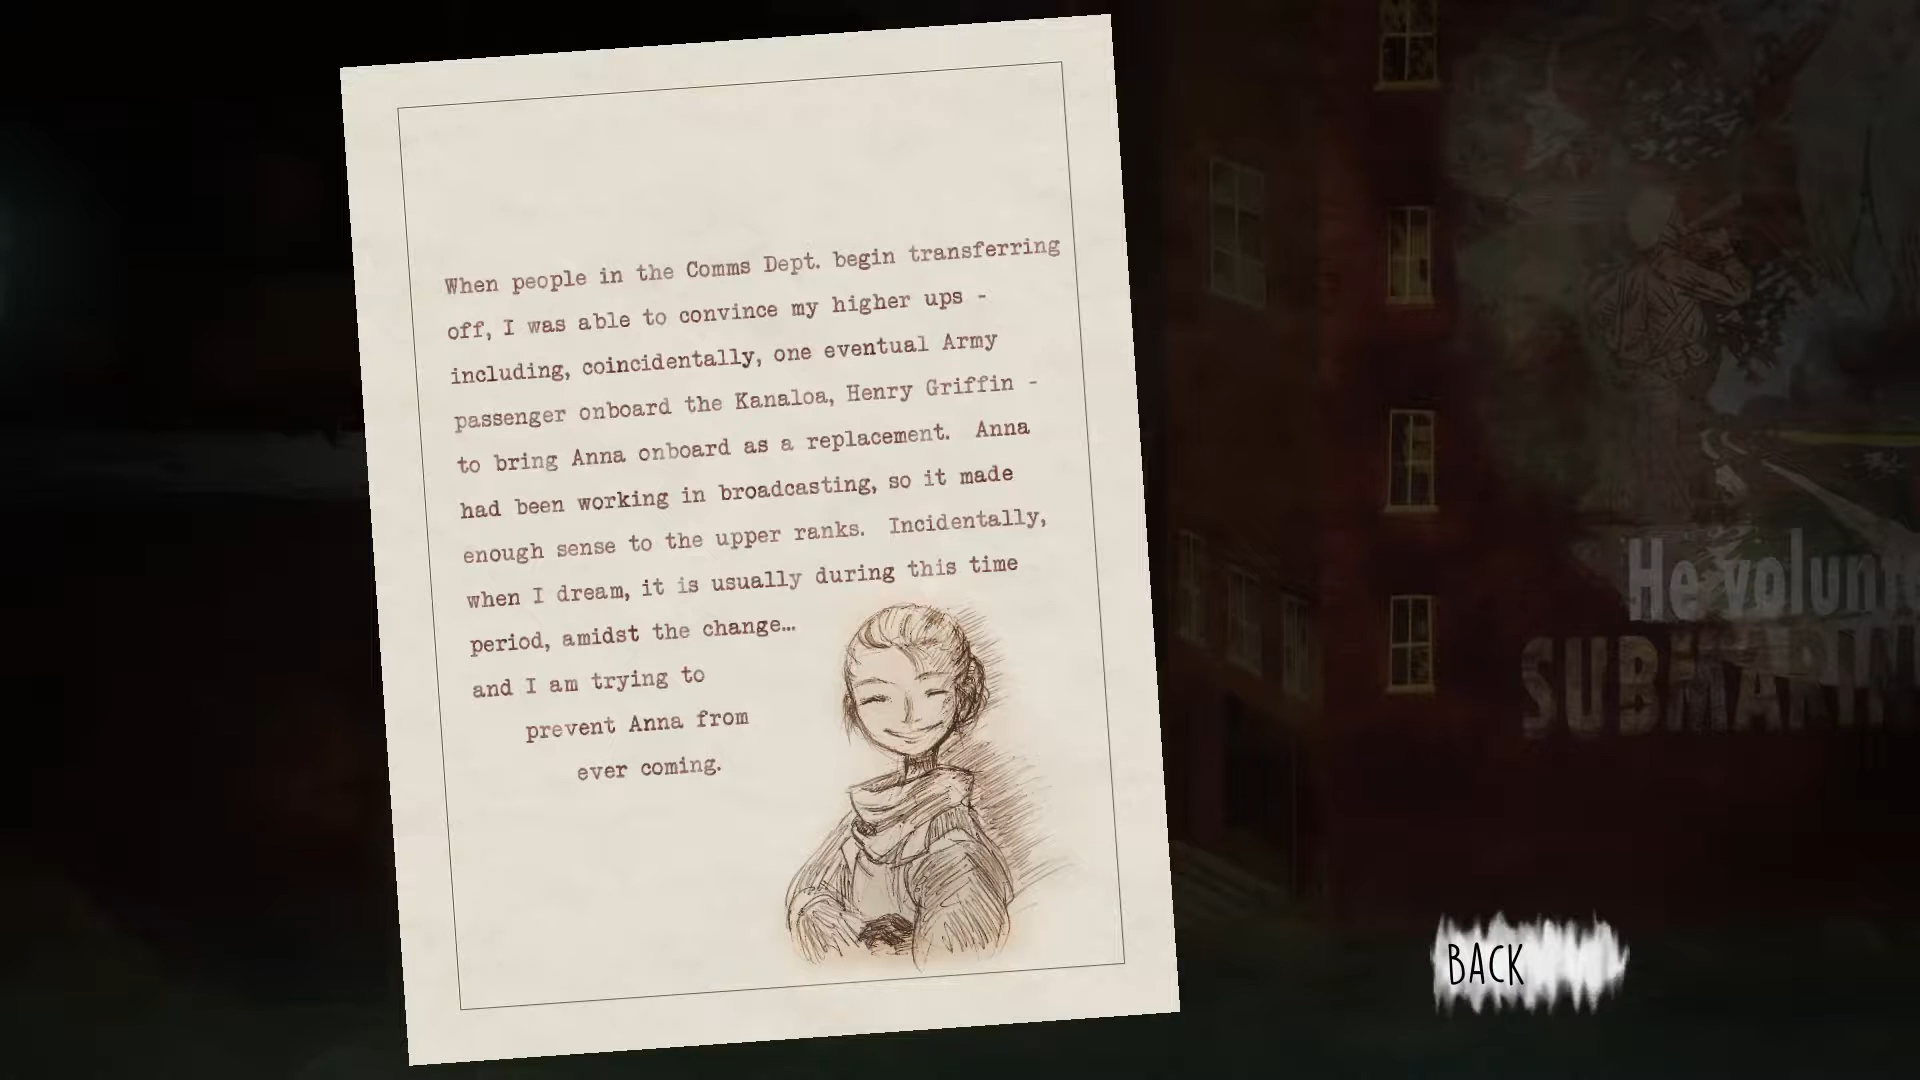 When people in the Comms Dept. begin transferring
off, I was able to convince my higher ups -
including, coincidentally, one eventual Army
passenger onboard the Kanaloa, Henry Griffin -
to bring Anna onboard as a replacement.  Anna
had been working in broadcasting, so it made
enough sense to the upper ranks.  Incidentally,
when I dream, it is usually during this time
period, amidst the change…
and I am trying to
prevent Anna from
ever coming.
He volun
SUBMARIN
BACK